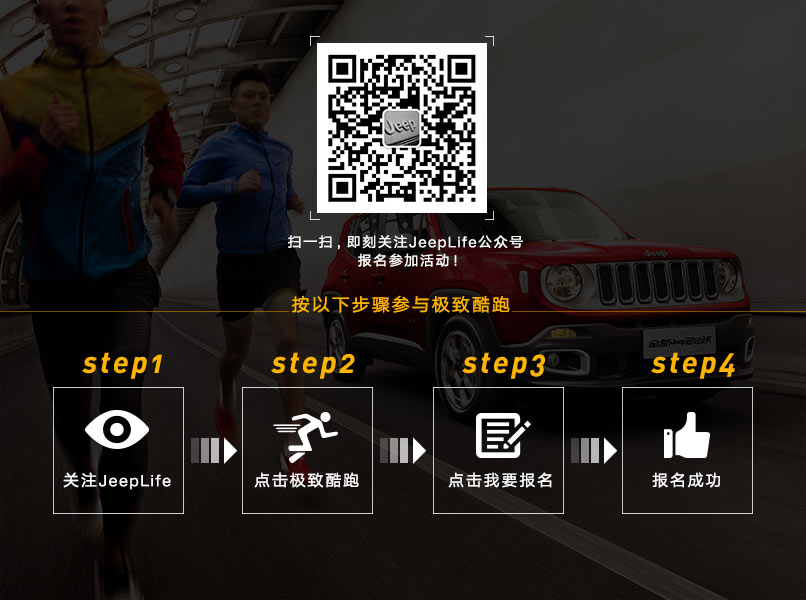 Jeep
扫一扫，即刻关注JeepLife公众号
报名参加活动！
Jeep
按以下步骤参与极致酷跑
step1
step2
step3
step4
关注JeepLife
点击极致酷跑
点击我要报名
报名成功